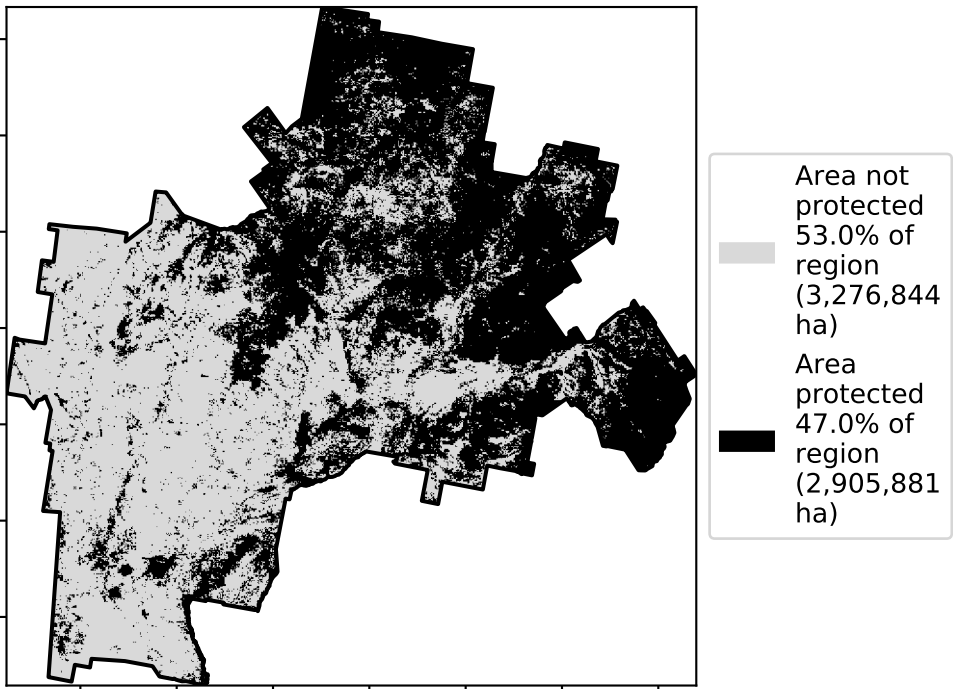 Area not
protected
53.0% of
region
(3,276,844
ha)
Area
protected
47.0% of
region
(2,905,881
ha)